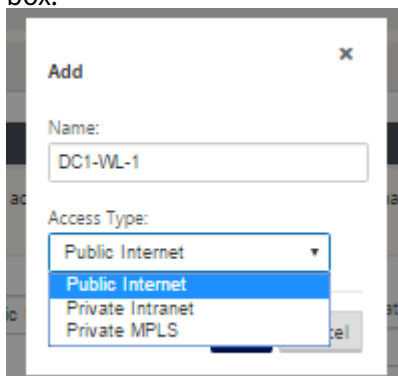 box.
Add
×
Name:
DC1-WL-1
Access Type:
Public Internet
Public Internet
Private Intranet
Private MPLS